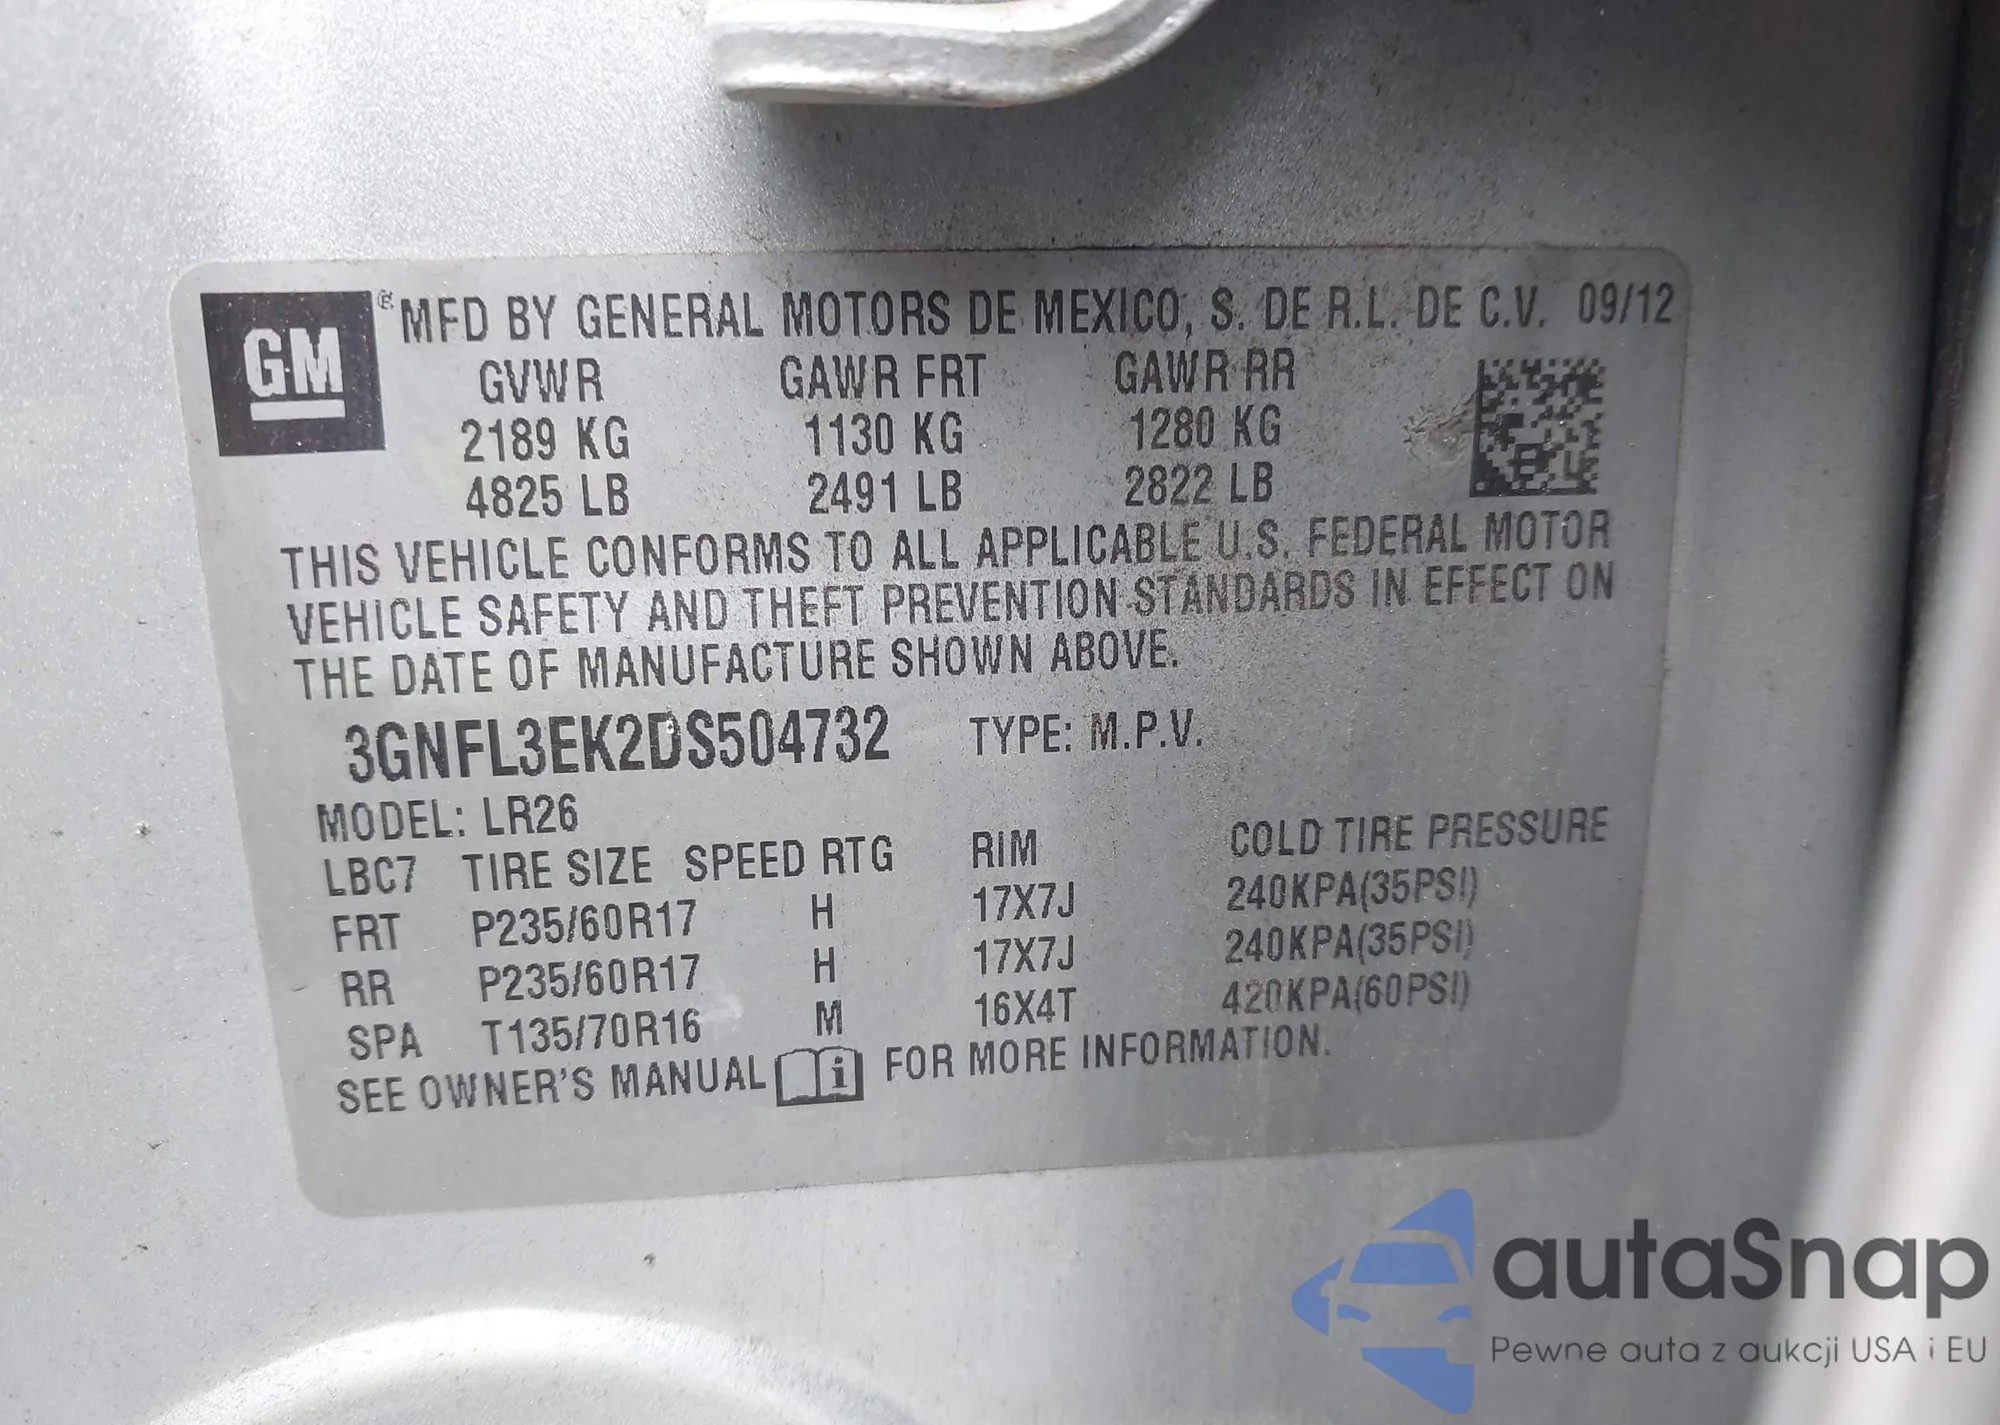 GM ® MFD BY GENERAL MOTORS DE MEXICO, S. DE R.L. DE C.V. 09/12
GVWR GAWR FRT GAWR RR
2189 KG 1130 KG 1280 KG
4825 LB 2491 LB 2822 LB
THIS VEHICLE CONFORMS TO ALL APPLICABLE U.S. FEDERAL MOTOR
VEHICLE SAFETY AND THEFT PREVENTION STANDARDS IN EFFECT ON
THE DATE OF MANUFACTURE SHOWN ABOVE.
3GNFL3EK2DS504732 TYPE: M.P.V.
MODEL: LR26
LBC7 TIRE SIZE SPEED RTG RIM COLD TIRE PRESSURE
FRT P235/60R17 H 17X7J 240KPA(35PSI)
RR P235/60R17 H 17X7J 240KPA(35PSI)
SPA T135/70R16 M 16X4T 420KPA(60PSI)
SEE OWNER'S MANUAL i FOR MORE INFORMATION.
autaSnap
Pewne auta z aukcji USA i EU